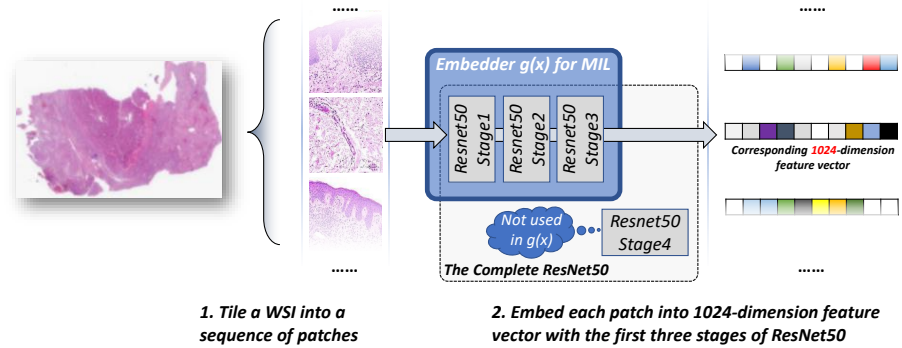 ......
......
......
Embedder g(x) for MIL
Resnet50
Stage1
Resnet50
Stage2
Resnet50
Stage3
Corresponding 1024-dimension
feature vector
Not used
in g(x)
Resnet50
Stage4
The Complete ResNet50
......
......
......
1. Tile a WSI into a
sequence of patches
2. Embed each patch into 1024-dimension feature
vector with the first three stages of ResNet50